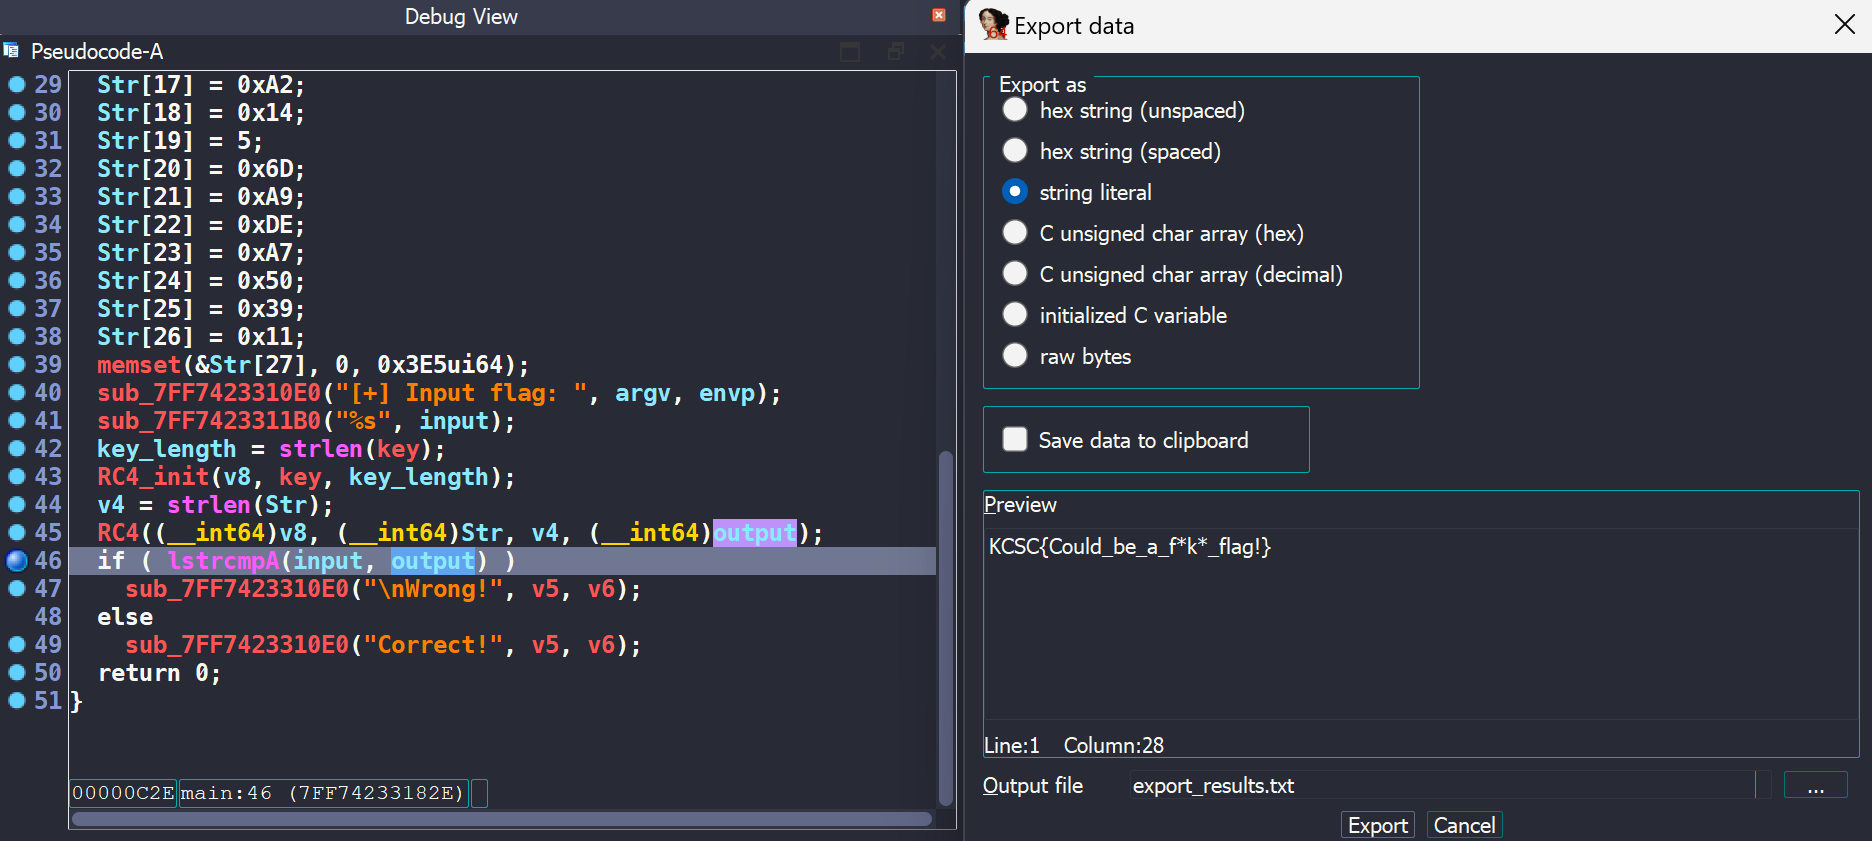 Debug View
Pseudocode-A
29 Str[17] = 0xA2;
30 Str[18] = 0x14;
31 Str[19] = 5;
32 Str[20] = 0x6D;
33 Str[21] = 0xA9;
34 Str[22] = 0xDE;
35 Str[23] = 0xA7;
36 Str[24] = 0x50;
37 Str[25] = 0x39;
38 Str[26] = 0x11;
39 memset(&Str[27], 0, 0x3E5ui64);
40 sub_7FF7423310E0("[+] Input flag: ", argv, envp);
41 sub_7FF7423311B0("%s", input);
42 key_length = strlen(key);
43 RC4_init(v8, key, key_length);
44 v4 = strlen(Str);
45 RC4((__int64)v8, (__int64)Str, v4, (__int64)output);
46 if ( lstrcmpA(input, output) )
47 sub_7FF7423310E0("\nWrong!", v5, v6);
48 else
49 sub_7FF7423310E0("Correct!", v5, v6);
50 return 0;
51 }
00000C2E main:46 (7FF74233182E)
64
Export data
Export as
hex string (unspaced)
hex string (spaced)
string literal
C unsigned char array (hex)
C unsigned char array (decimal)
initialized C variable
raw bytes
Save data to clipboard
Preview
KCSC{Could_be_a_f*k*_flag!}
Line:1 Column:28
Output file export_results.txt ...
Export Cancel